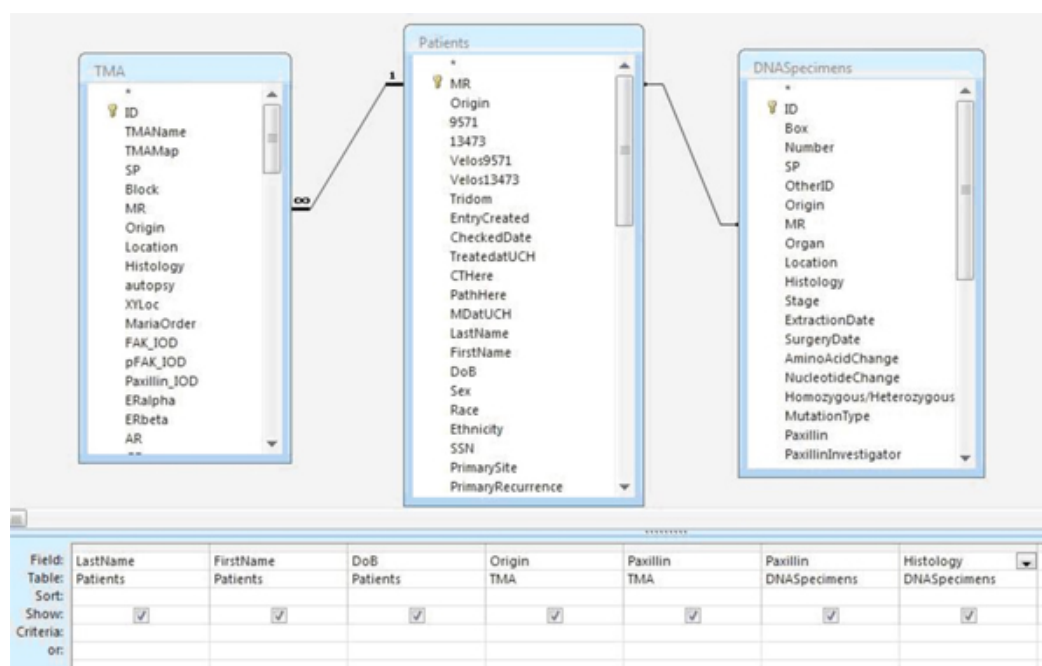 TMA
*
ID
TMAName
TMAMap
SP
Block
MR
Origin
Location
Histology
autopsy
XYLoc
MariaOrder
FAK_IOD
pFAK_IOD
Paxillin_IOD
ERalpha
ERbeta
AR
1
∞
Patients
*
MR
Origin
9571
13473
Velos9571
Velos13473
Tridom
EntryCreated
CheckedDate
TreatedatUCH
CTHere
PathHere
MDatUCH
LastName
FirstName
DoB
Sex
Race
Ethnicity
SSN
PrimarySite
PrimaryRecurrence
DNASpecimens
*
ID
Box
Number
SP
OtherID
Origin
MR
Organ
Location
Histology
Stage
ExtractionDate
SurgeryDate
AminoAcidChange
NucleotideChange
Homozygous/Heterozygous
MutationType
Paxillin
PaxillinInvestigator
Field: LastName FirstName DoB Origin Paxillin Paxillin Histology
Table: Patients Patients Patients TMA TMA DNASpecimens DNASpecimens
Sort:
Show:
Criteria:
or: